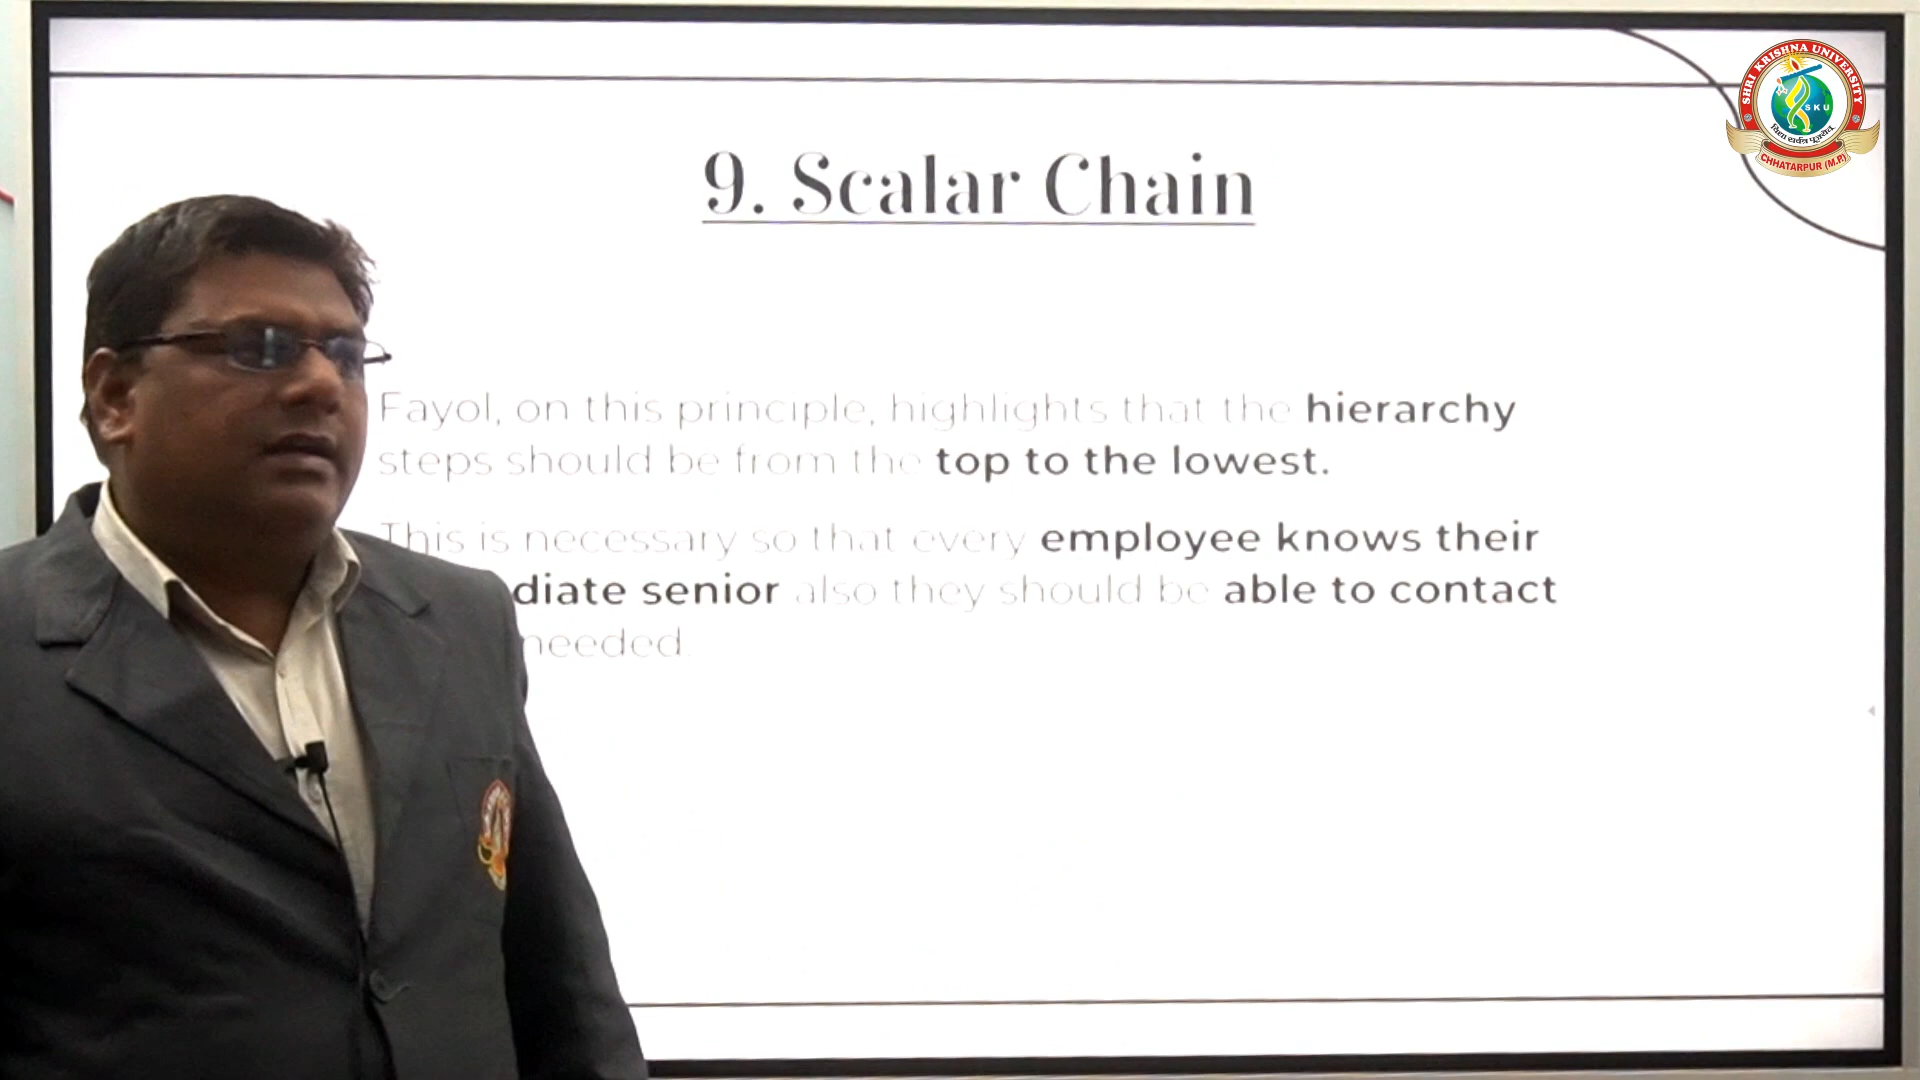 SHRI KRISHNA UNIVERSITY
SKU
CHHATARPUR (M.P.)
9. Scalar Chain
Fayol, on this principle, highlights that the hierarchy
steps should be from the top to the lowest.
This is necessary so that every employee knows their
diate senior also they should be able to contact
needed.